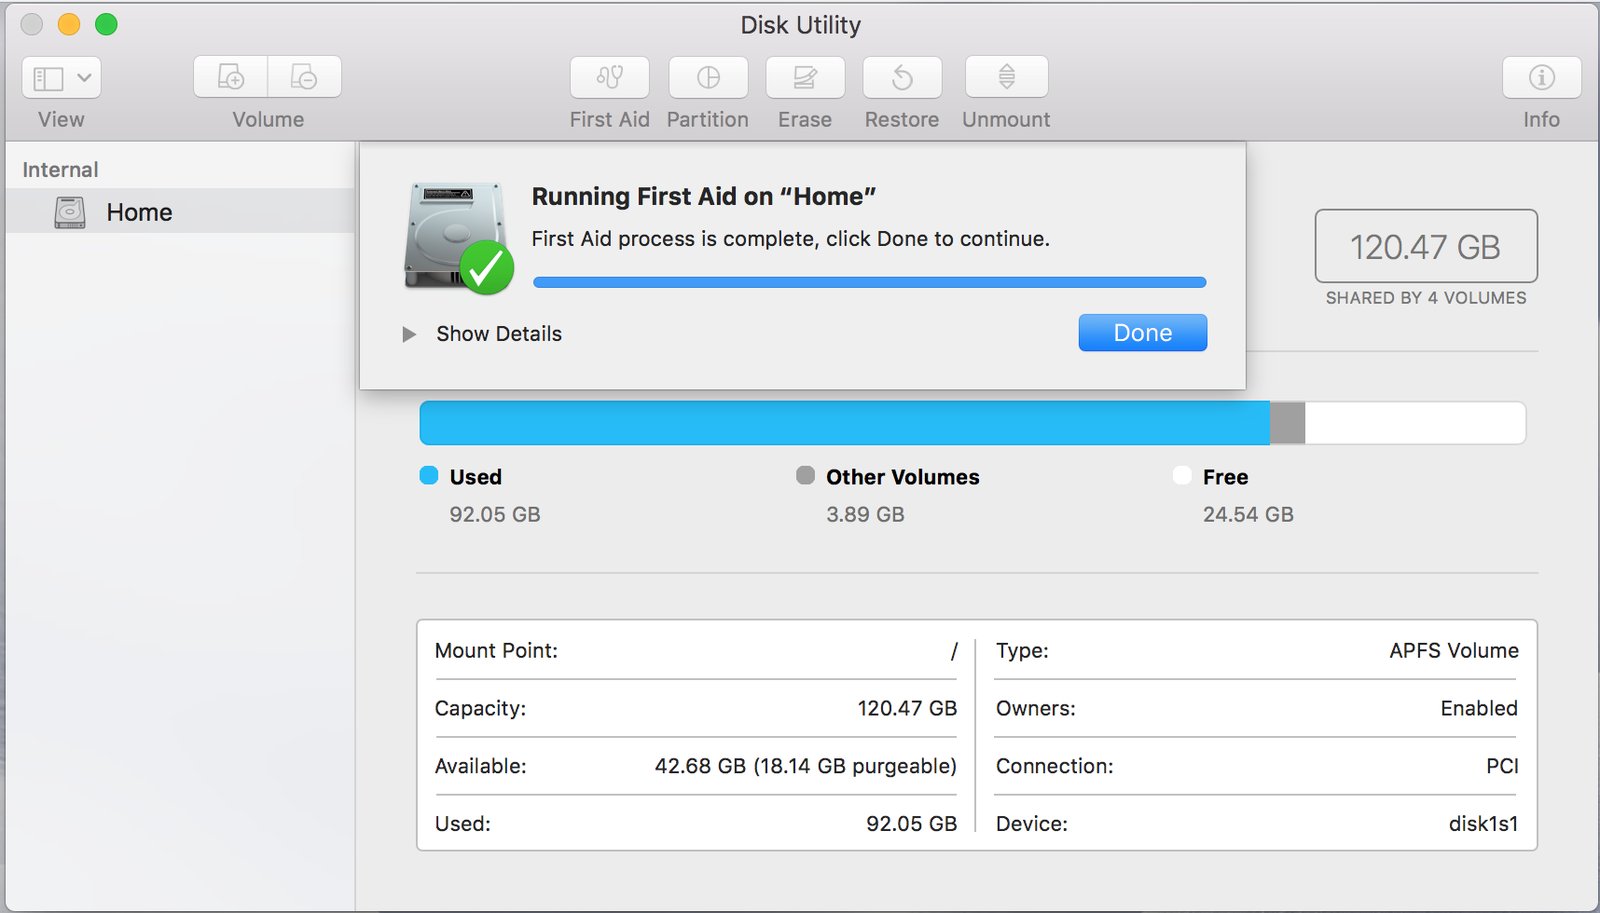 Disk Utility
View
Volume
First Aid
Partition
Erase
Restore
Unmount
Info
Internal
Home
Running First Aid on “Home”
First Aid process is complete, click Done to continue.
Show Details
Done
120.47 GB
SHARED BY 4 VOLUMES
Used
92.05 GB
Other Volumes
3.89 GB
Free
24.54 GB
Mount Point: /
Capacity: 120.47 GB
Available: 42.68 GB (18.14 GB purgeable)
Used: 92.05 GB
Type: APFS Volume
Owners: Enabled
Connection: PCI
Device: disk1s1